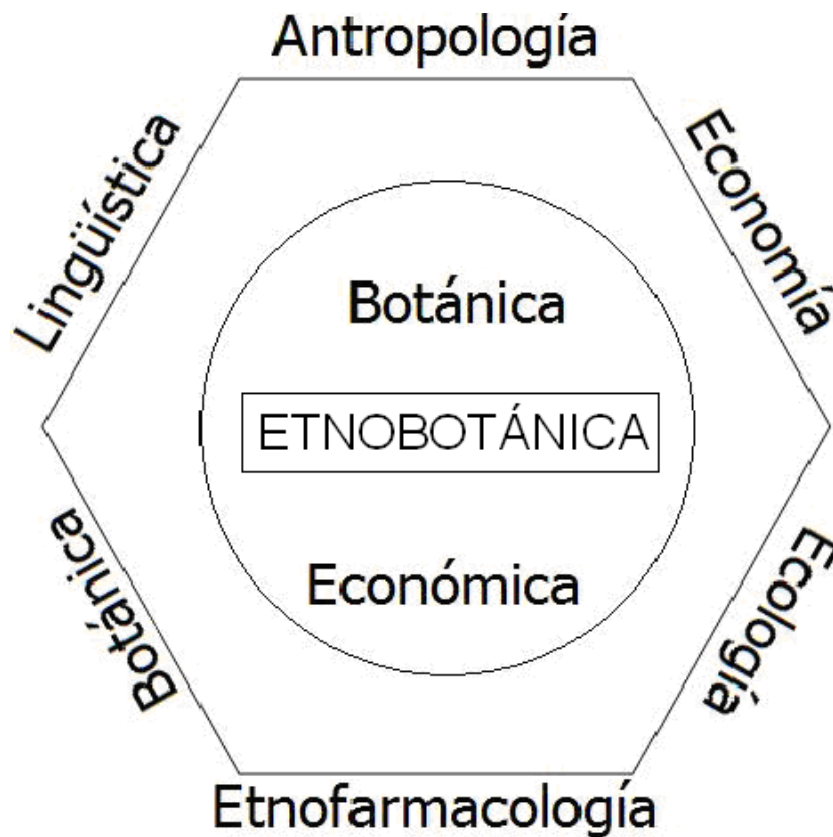 Antropología
Lingüística
Economía
Botánica
ETNOBOTÁNICA
Económica
Botánica
Ecología
Etnofarmacología